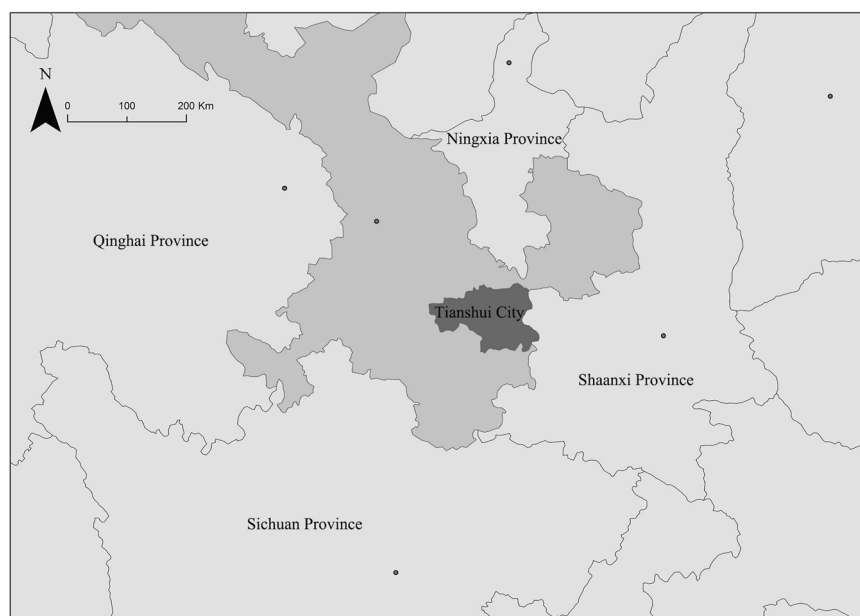 N
0 100 200 Km
Ningxia Province
Qinghai Province
Tianshui City
Shaanxi Province
Sichuan Province